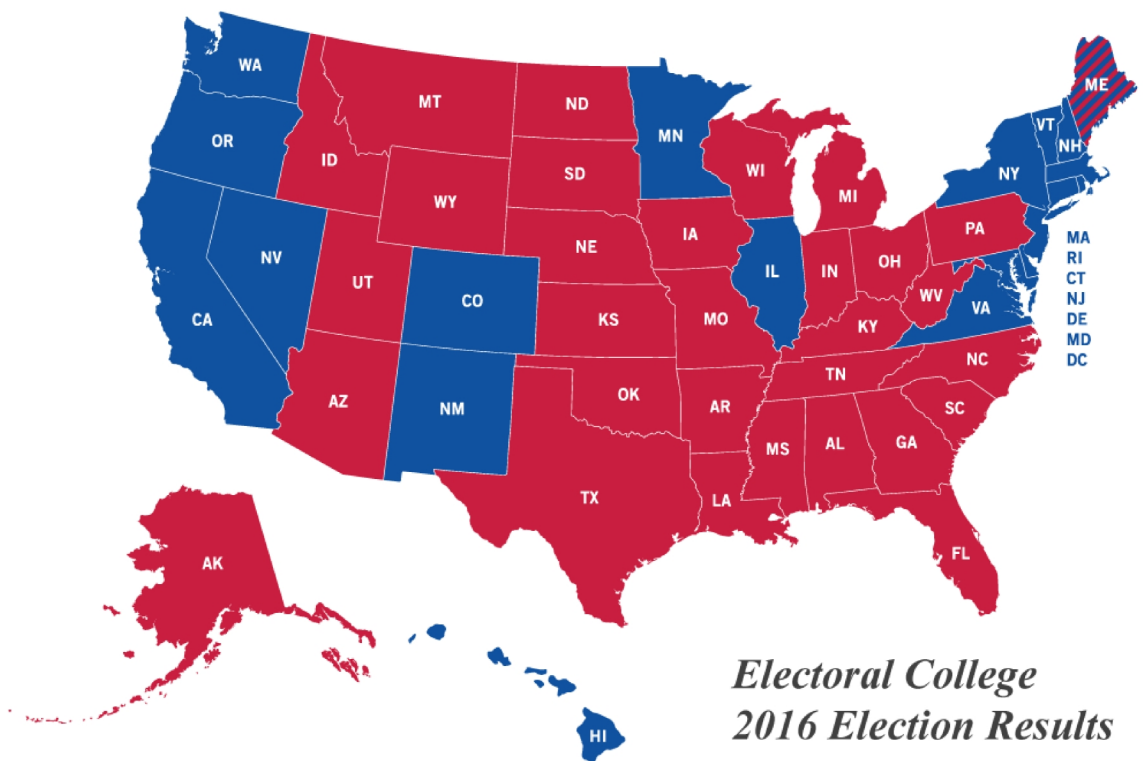 WA
MT
ND
MN
ME
VT
NH
OR
ID
SD
WI
NY
WY
MI
IA
PA
NE
NV
UT
CO
IL
IN
OH
WV
VA
MA
RI
CT
NJ
DE
MD
DC
CA
KS
MO
KY
NC
TN
AZ
NM
OK
AR
SC
MS
AL
GA
TX
LA
FL
AK
HI
Electoral College
2016 Election Results